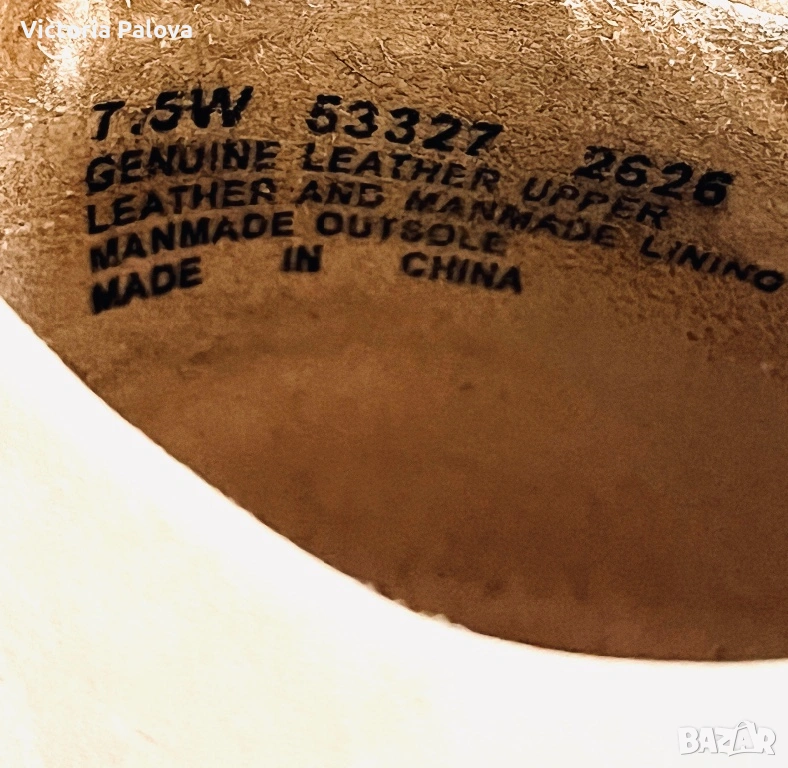 Victoria Palova
7.5W 53327 2626
GENUINE LEATHER UPPER
LEATHER AND MANMADE LINING
MANMADE OUTSOLE
MADE IN CHINA
BAZAR